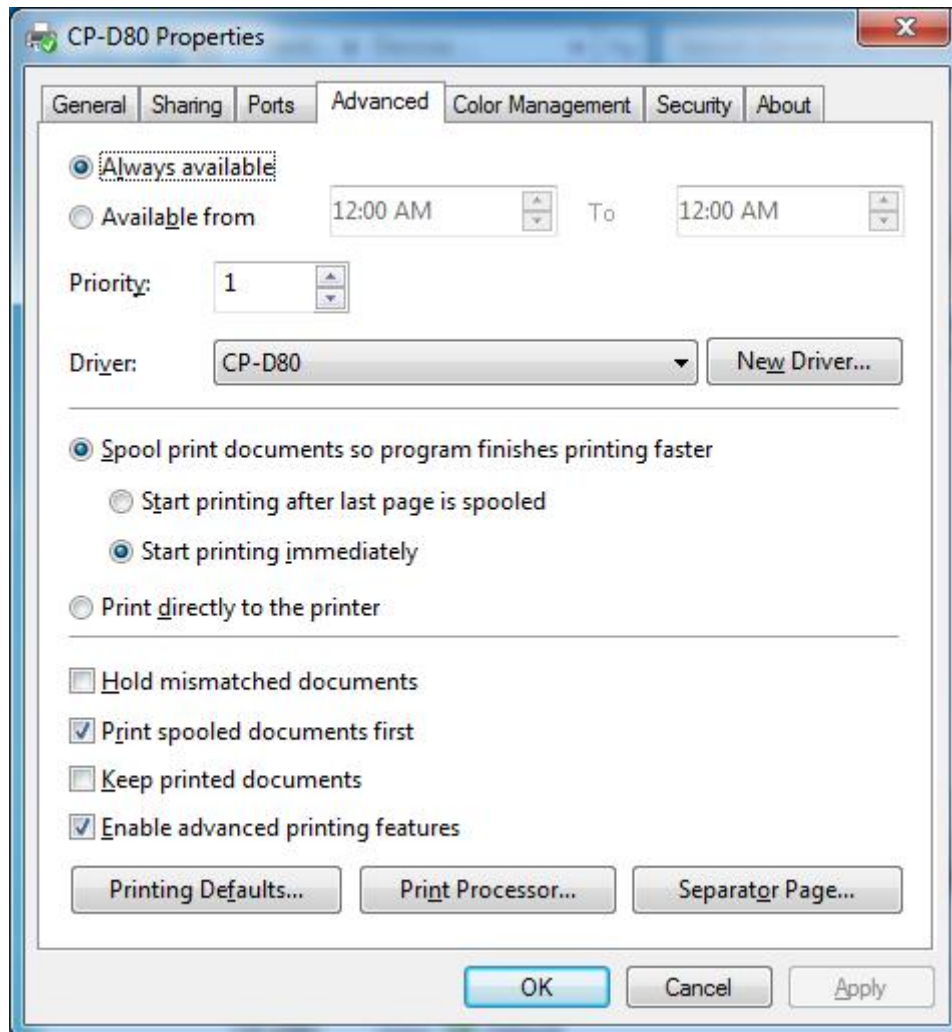 CP-D80 Properties
General Sharing Ports Advanced Color Management Security About
Always available
Available from 12:00 AM To 12:00 AM
Priority: 1
Driver: CP-D80 New Driver...
Spool print documents so program finishes printing faster
Start printing after last page is spooled
Start printing immediately
Print directly to the printer
Hold mismatched documents
Print spooled documents first
Keep printed documents
Enable advanced printing features
Printing Defaults... Print Processor... Separator Page...
OK Cancel Apply